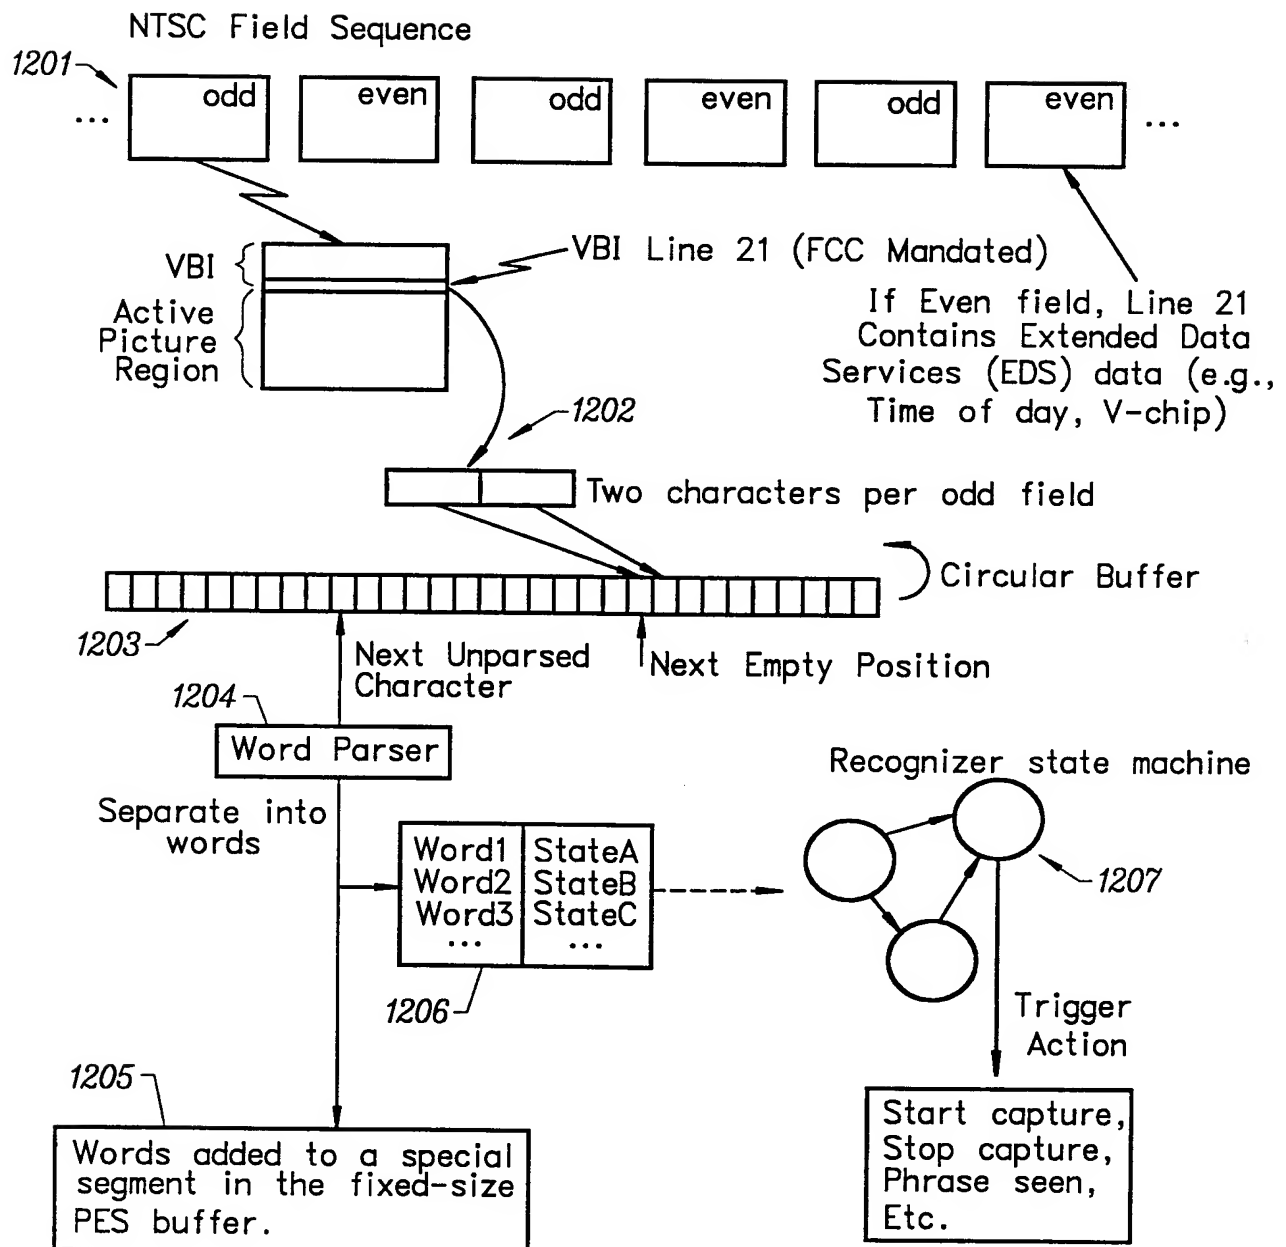 NTSC Field Sequence
1201
... odd even odd even odd even ...
VBI
VBI Line 21 (FCC Mandated)
Active
Picture
Region
If Even field, Line 21
Contains Extended Data
Services (EDS) data (e.g.,
Time of day, V-chip)
1202
Two characters per odd field
Circular Buffer
1203
Next Unparsed
Character
Next Empty Position
1204
Word Parser
Separate into
words
Recognizer state machine
Word1 StateA
Word2 StateB
Word3 StateC
... ...
1206
1207
Trigger
Action
1205
Words added to a special
segment in the fixed-size
PES buffer.
Start capture,
Stop capture,
Phrase seen,
Etc.